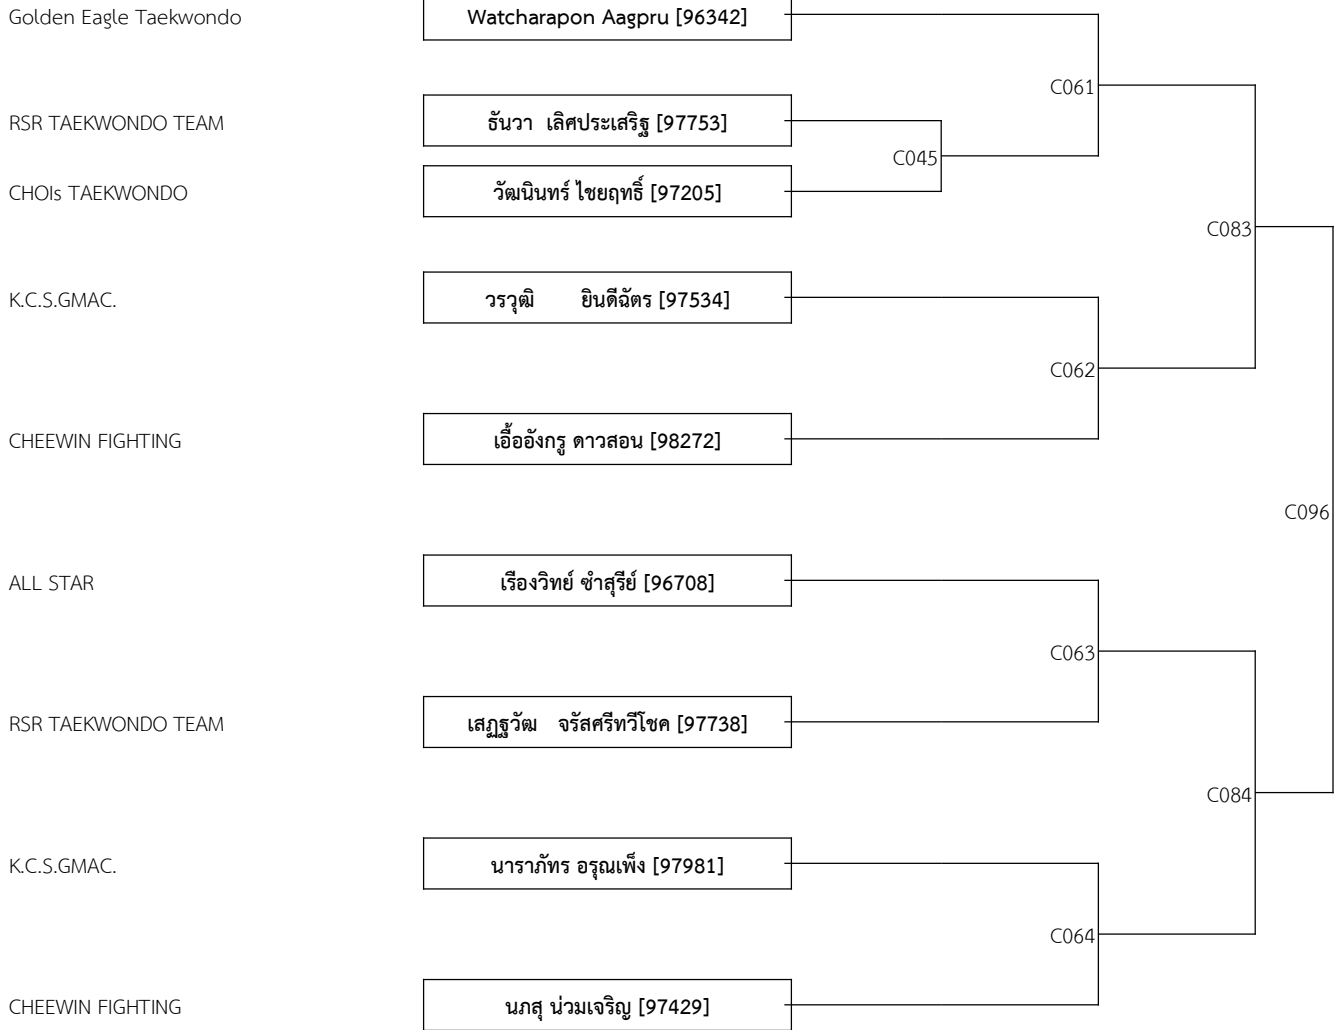 Golden Eagle Taekwondo
Watcharapon Aagpru [96342]
C061
RSR TAEKWONDO TEAM
ธันวา เลิศประเสริฐ [97753]
C045
CHOIs TAEKWONDO
วัฒนินทร์ ไชยฤทธิ์ [97205]
C083
K.C.S.GMAC.
วรวุฒิ ยินดีฉัตร [97534]
C062
CHEEWIN FIGHTING
เอื้ออังกรู ดาวสอน [98272]
C096
ALL STAR
เรืองวิทย์ ซำสุรีย์ [96708]
C063
RSR TAEKWONDO TEAM
เสฏฐวัฒ จรัสศรีทวีโชค [97738]
C084
K.C.S.GMAC.
นาราภัทร อรุณเพ็ง [97981]
C064
CHEEWIN FIGHTING
นภสุ น่วมเจริญ [97429]